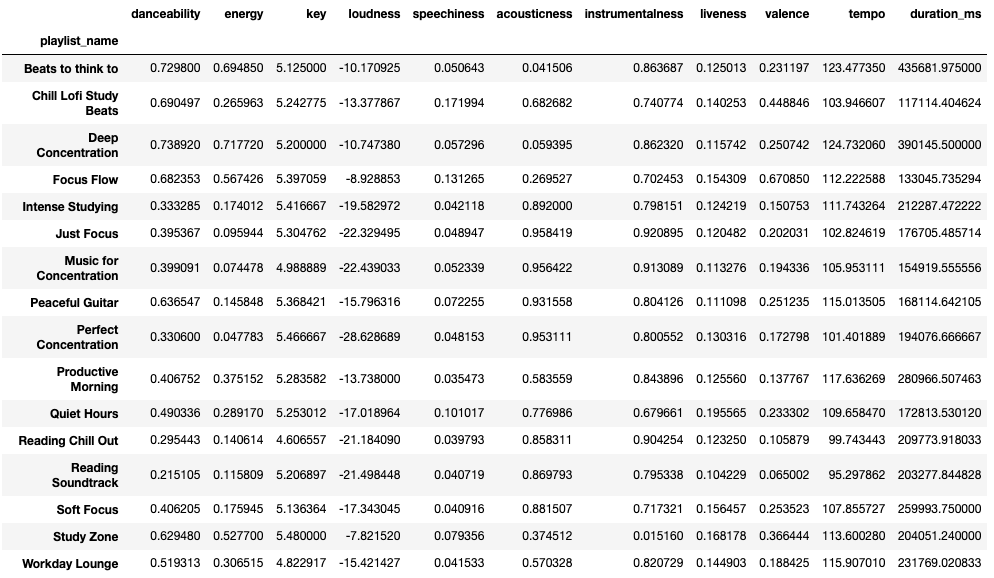 danceability energy key loudness speechiness acousticness instrumentalness liveness valence tempo duration_ms
playlist_name
Beats to think to 0.729800 0.694850 5.125000 -10.170925 0.050643 0.041506 0.863687 0.125013 0.231197 123.477350 435681.975000
Chill Lofi Study
Beats 0.690497 0.265963 5.242775 -13.377867 0.171994 0.682682 0.740774 0.140253 0.448846 103.946607 117114.404624
Deep
Concentration 0.738920 0.717720 5.200000 -10.747380 0.057296 0.059395 0.862320 0.115742 0.250742 124.732060 390145.500000
Focus Flow 0.682353 0.567426 5.397059 -8.928853 0.131265 0.269527 0.702453 0.154309 0.670850 112.222588 133045.735294
Intense Studying 0.333285 0.174012 5.416667 -19.582972 0.042118 0.892000 0.798151 0.124219 0.150753 111.743264 212287.472222
Just Focus 0.395367 0.095944 5.304762 -22.329495 0.048947 0.958419 0.920895 0.120482 0.202031 102.824619 176705.485714
Music for
Concentration 0.399091 0.074478 4.988889 -22.439033 0.052339 0.956422 0.913089 0.113276 0.194336 105.953111 154919.555556
Peaceful Guitar 0.636547 0.145848 5.368421 -15.796316 0.072255 0.931558 0.804126 0.111098 0.251235 115.013505 168114.642105
Perfect
Concentration 0.330600 0.047783 5.466667 -28.628689 0.048153 0.953111 0.800552 0.130316 0.172798 101.401889 194076.666667
Productive
Morning 0.406752 0.375152 5.283582 -13.738000 0.035473 0.583559 0.843896 0.125560 0.137767 117.636269 280966.507463
Quiet Hours 0.490336 0.289170 5.253012 -17.018964 0.101017 0.776986 0.679661 0.195565 0.233302 109.658470 172813.530120
Reading Chill Out 0.295443 0.140614 4.606557 -21.184090 0.039793 0.858311 0.904254 0.123250 0.105879 99.743443 209773.918033
Reading
Soundtrack 0.215105 0.115809 5.206897 -21.498448 0.040719 0.869793 0.795338 0.104229 0.065002 95.297862 203277.844828
Soft Focus 0.406205 0.175945 5.136364 -17.343045 0.040916 0.881507 0.717321 0.156457 0.253523 107.855727 259993.750000
Study Zone 0.629480 0.527700 5.480000 -7.821520 0.079356 0.374512 0.015160 0.168178 0.366444 113.600280 204051.240000
Workday Lounge 0.519313 0.306515 4.822917 -15.421427 0.041533 0.570328 0.820729 0.144903 0.188425 115.907010 231769.020833